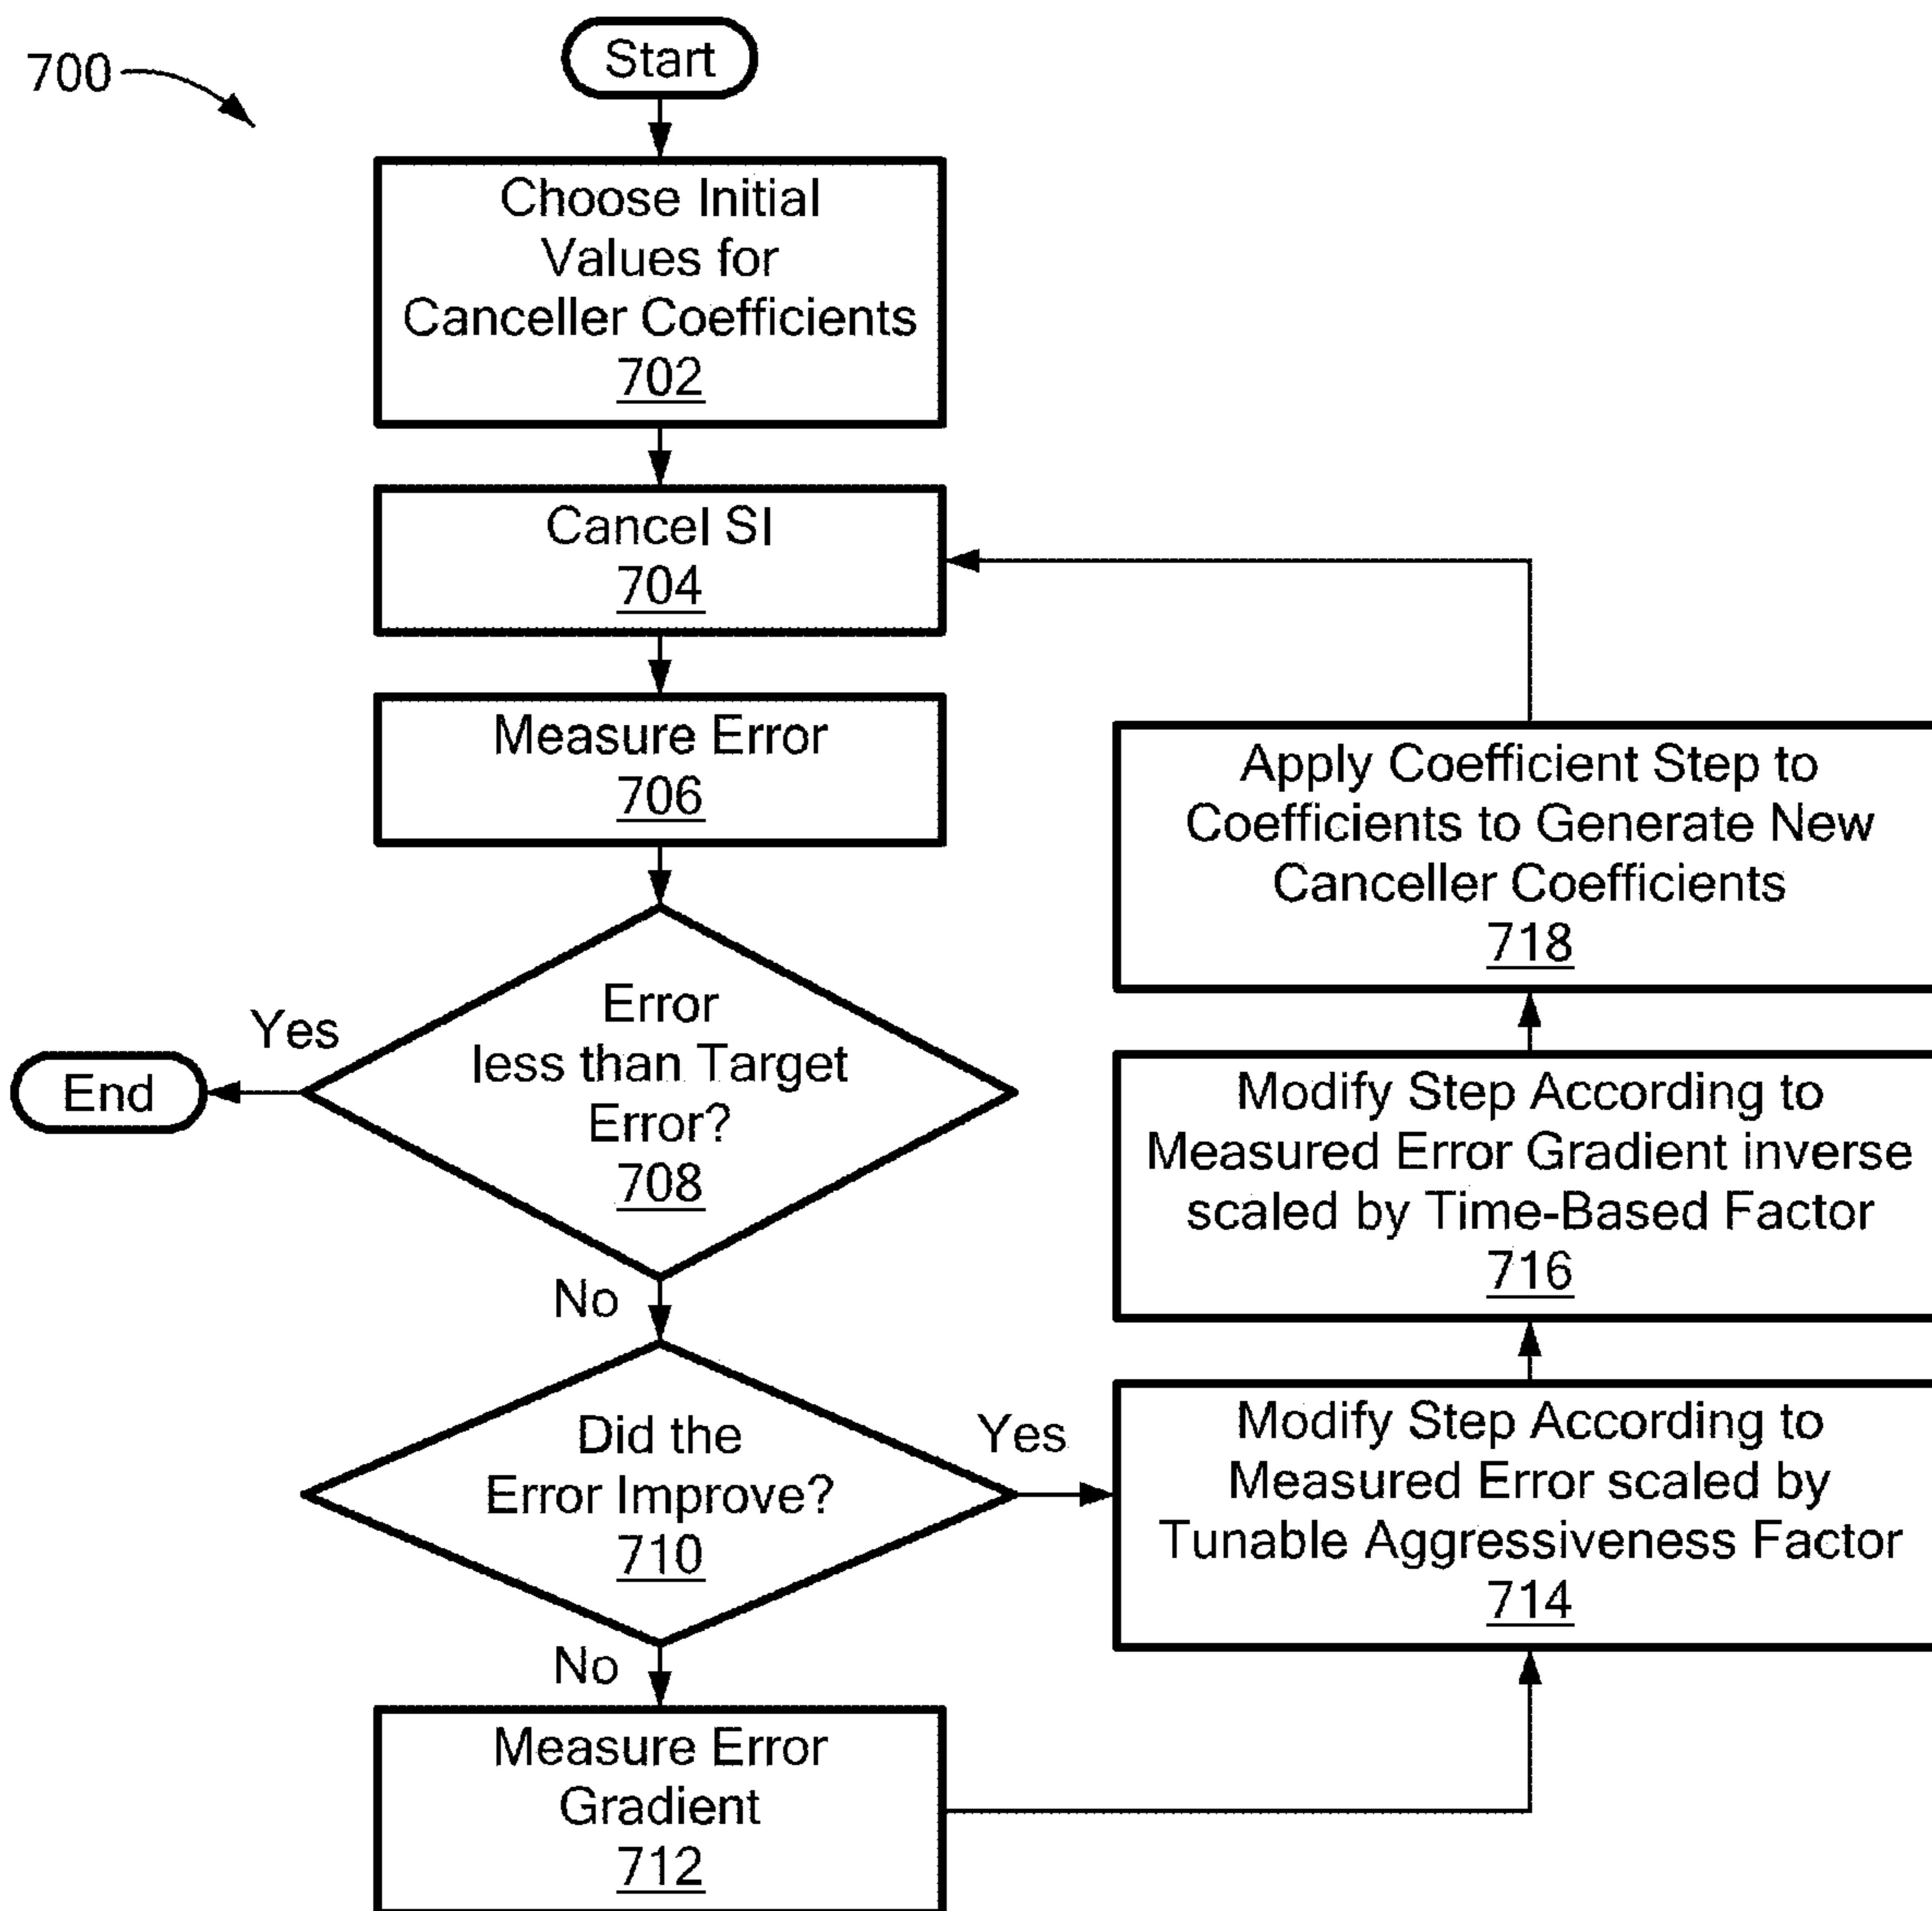 700
Start
Choose Initial
Values for
Canceller Coefficients
702
Cancel SI
704
Measure Error
706
Error
less than Target
Error?
708
Yes
End
No
Did the
Error Improve?
710
Yes
No
Measure Error
Gradient
712
Modify Step According to
Measured Error scaled by
Tunable Aggressiveness Factor
714
Modify Step According to
Measured Error Gradient inverse
scaled by Time-Based Factor
716
Apply Coefficient Step to
Coefficients to Generate New
Canceller Coefficients
718